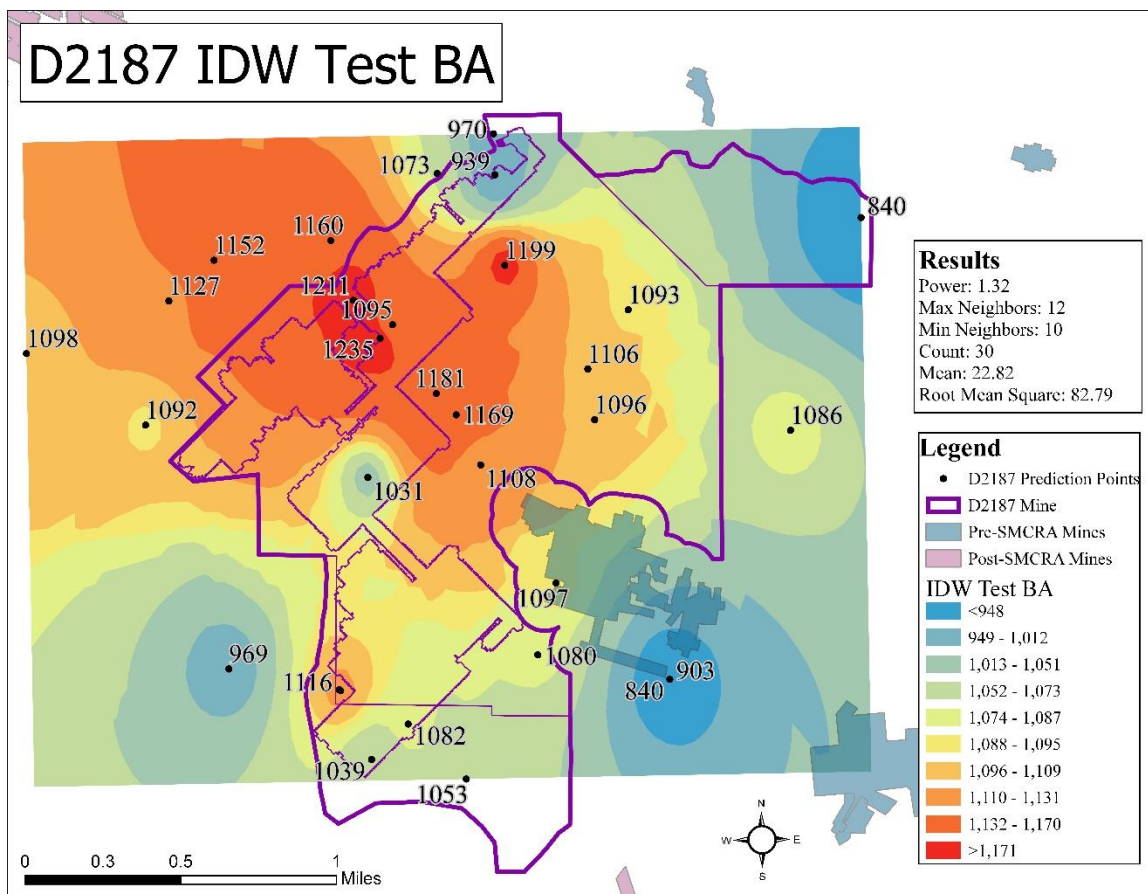 D2187 IDW Test BA
970
1073
939
840
1160
1152
1199
1127
1211
1093
1095
1098
1235
1106
1181
1169
1092
1096
1086
1108
1031
1097
969
1080
903
1116
840
1082
1039
1053
Results
Power: 1.32
Max Neighbors: 12
Min Neighbors: 10
Count: 30
Mean: 22.82
Root Mean Square: 82.79
Legend
D2187 Prediction Points
D2187 Mine
Pre-SMCRA Mines
Post-SMCRA Mines
IDW Test BA
<948
949 - 1,012
1,013 - 1,051
1,052 - 1,073
1,074 - 1,087
1,088 - 1,095
1,096 - 1,109
1,110 - 1,131
1,132 - 1,170
>1,171
N
W
E
S
0 0.3 0.5 1
Miles